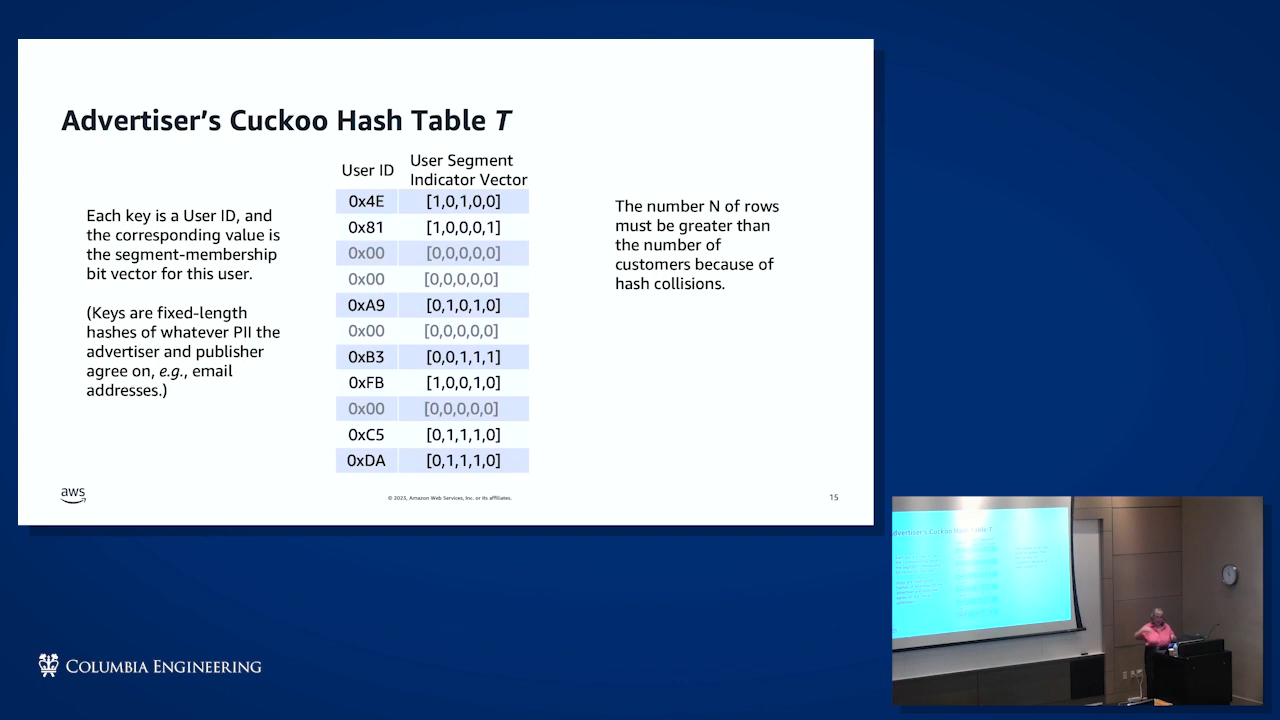 Advertiser's Cuckoo Hash Table T
Each key is a User ID, and
the corresponding value is
the segment-membership
bit vector for this user.
(Keys are fixed-length
hashes of whatever PII the
advertiser and publisher
agree on, e.g., email
addresses.)
User ID
User Segment
Indicator Vector
0x4E [1,0,1,0,0]
0x81 [1,0,0,0,1]
0x00 [0,0,0,0,0]
0x00 [0,0,0,0,0]
0xA9 [0,1,0,1,0]
0x00 [0,0,0,0,0]
0xB3 [0,0,1,1,1]
0xFB [1,0,0,1,0]
0x00 [0,0,0,0,0]
0xC5 [0,1,1,1,0]
0xDA [0,1,1,1,0]
The number N of rows
must be greater than
the number of
customers because of
hash collisions.
aws
© 2023, Amazon Web Services, Inc. or its affiliates.
15
Advertiser's Cuckoo Hash Table T
COLUMBIA ENGINEERING